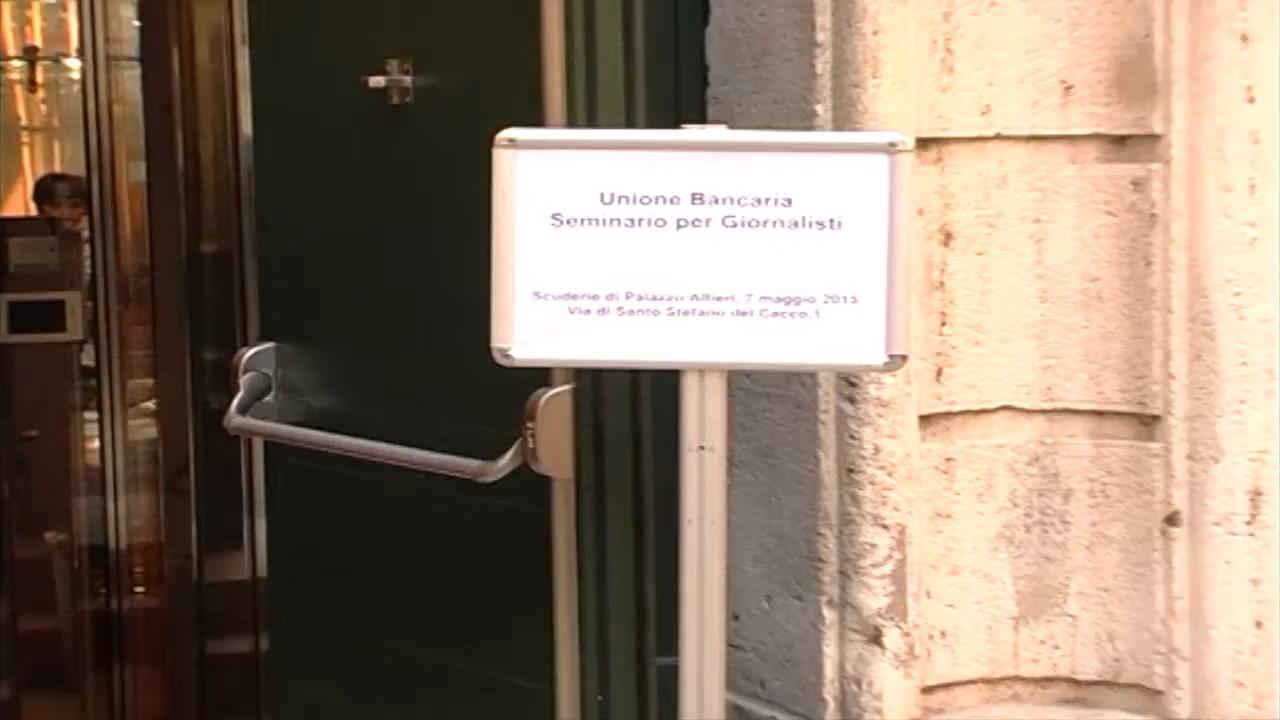 Unione Bancaria
Seminario per Giornalisti
Scuderie di Palazzo Altieri, 7 maggio 2015
Via di Santo Stefano del Cacco,1